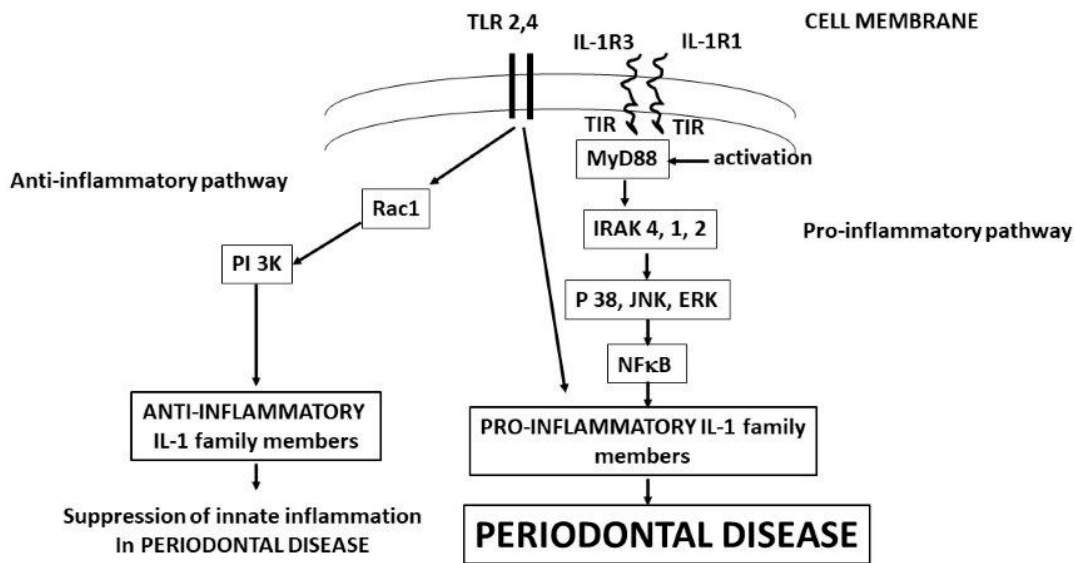 TLR 2,4
CELL MEMBRANE
IL-1R3
IL-1R1
TIR
TIR
MyD88
activation
Anti-inflammatory pathway
Rac1
IRAK 4, 1, 2
Pro-inflammatory pathway
PI 3K
P 38, JNK, ERK
NFκB
ANTI-INFLAMMATORY
IL-1 family members
PRO-INFLAMMATORY IL-1 family
members
Suppression of innate inflammation
In PERIODONTAL DISEASE
PERIODONTAL DISEASE